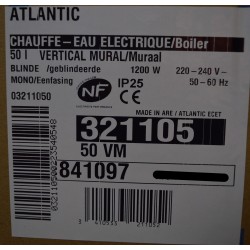 ATLANTIC
CHAUFFE-EAU ELECTRIQUE/Boiler
50 l VERTICAL MURAL/Muraal
BLINDE /geblindeerde 1200 W 220-240 V~
MONO/Eenfasing 50-60 Hz
03211050
NF IP25
CE
MADE IN ARE / ATLANTIC ECET
321105
50 VM
841097